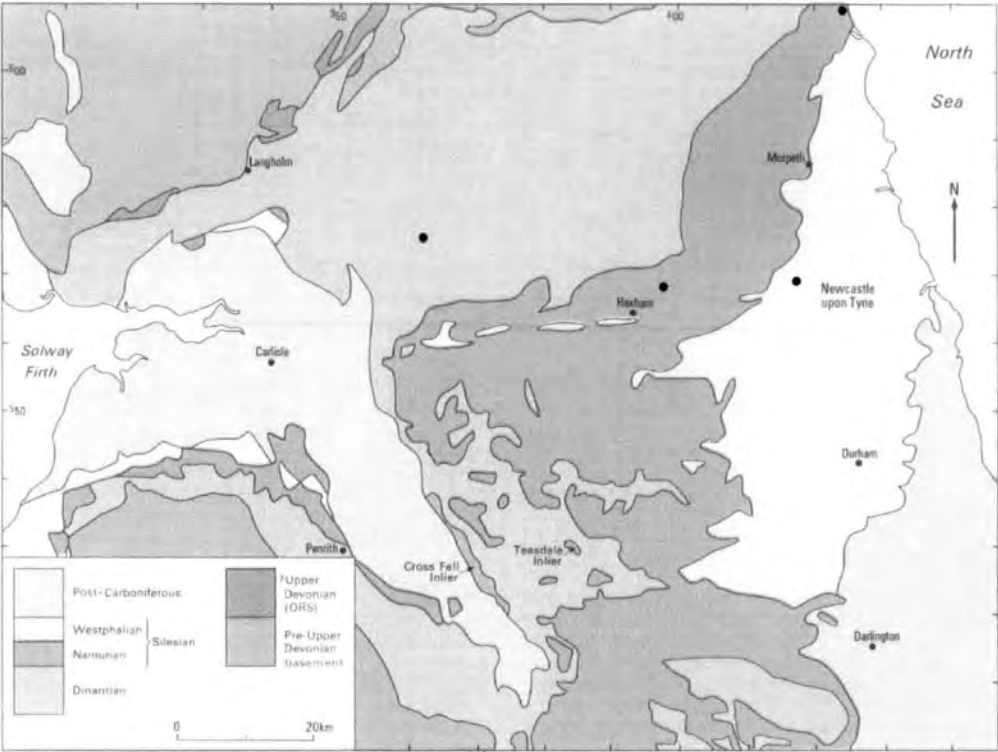 North
Sea
Langholm
Morpeth
N
Hexham
Newcastle
upon Tyne
Solway
Firth
Carlisle
Durham
Penrith
Cross Fell
Inlier
Teesdale
Inlier
Darlington
Post-Carboniferous
Westphalian
Silesian
Namurian
Dinantian
Upper
Devonian
(ORS)
Pre-Upper
Devonian
basement
0 20km